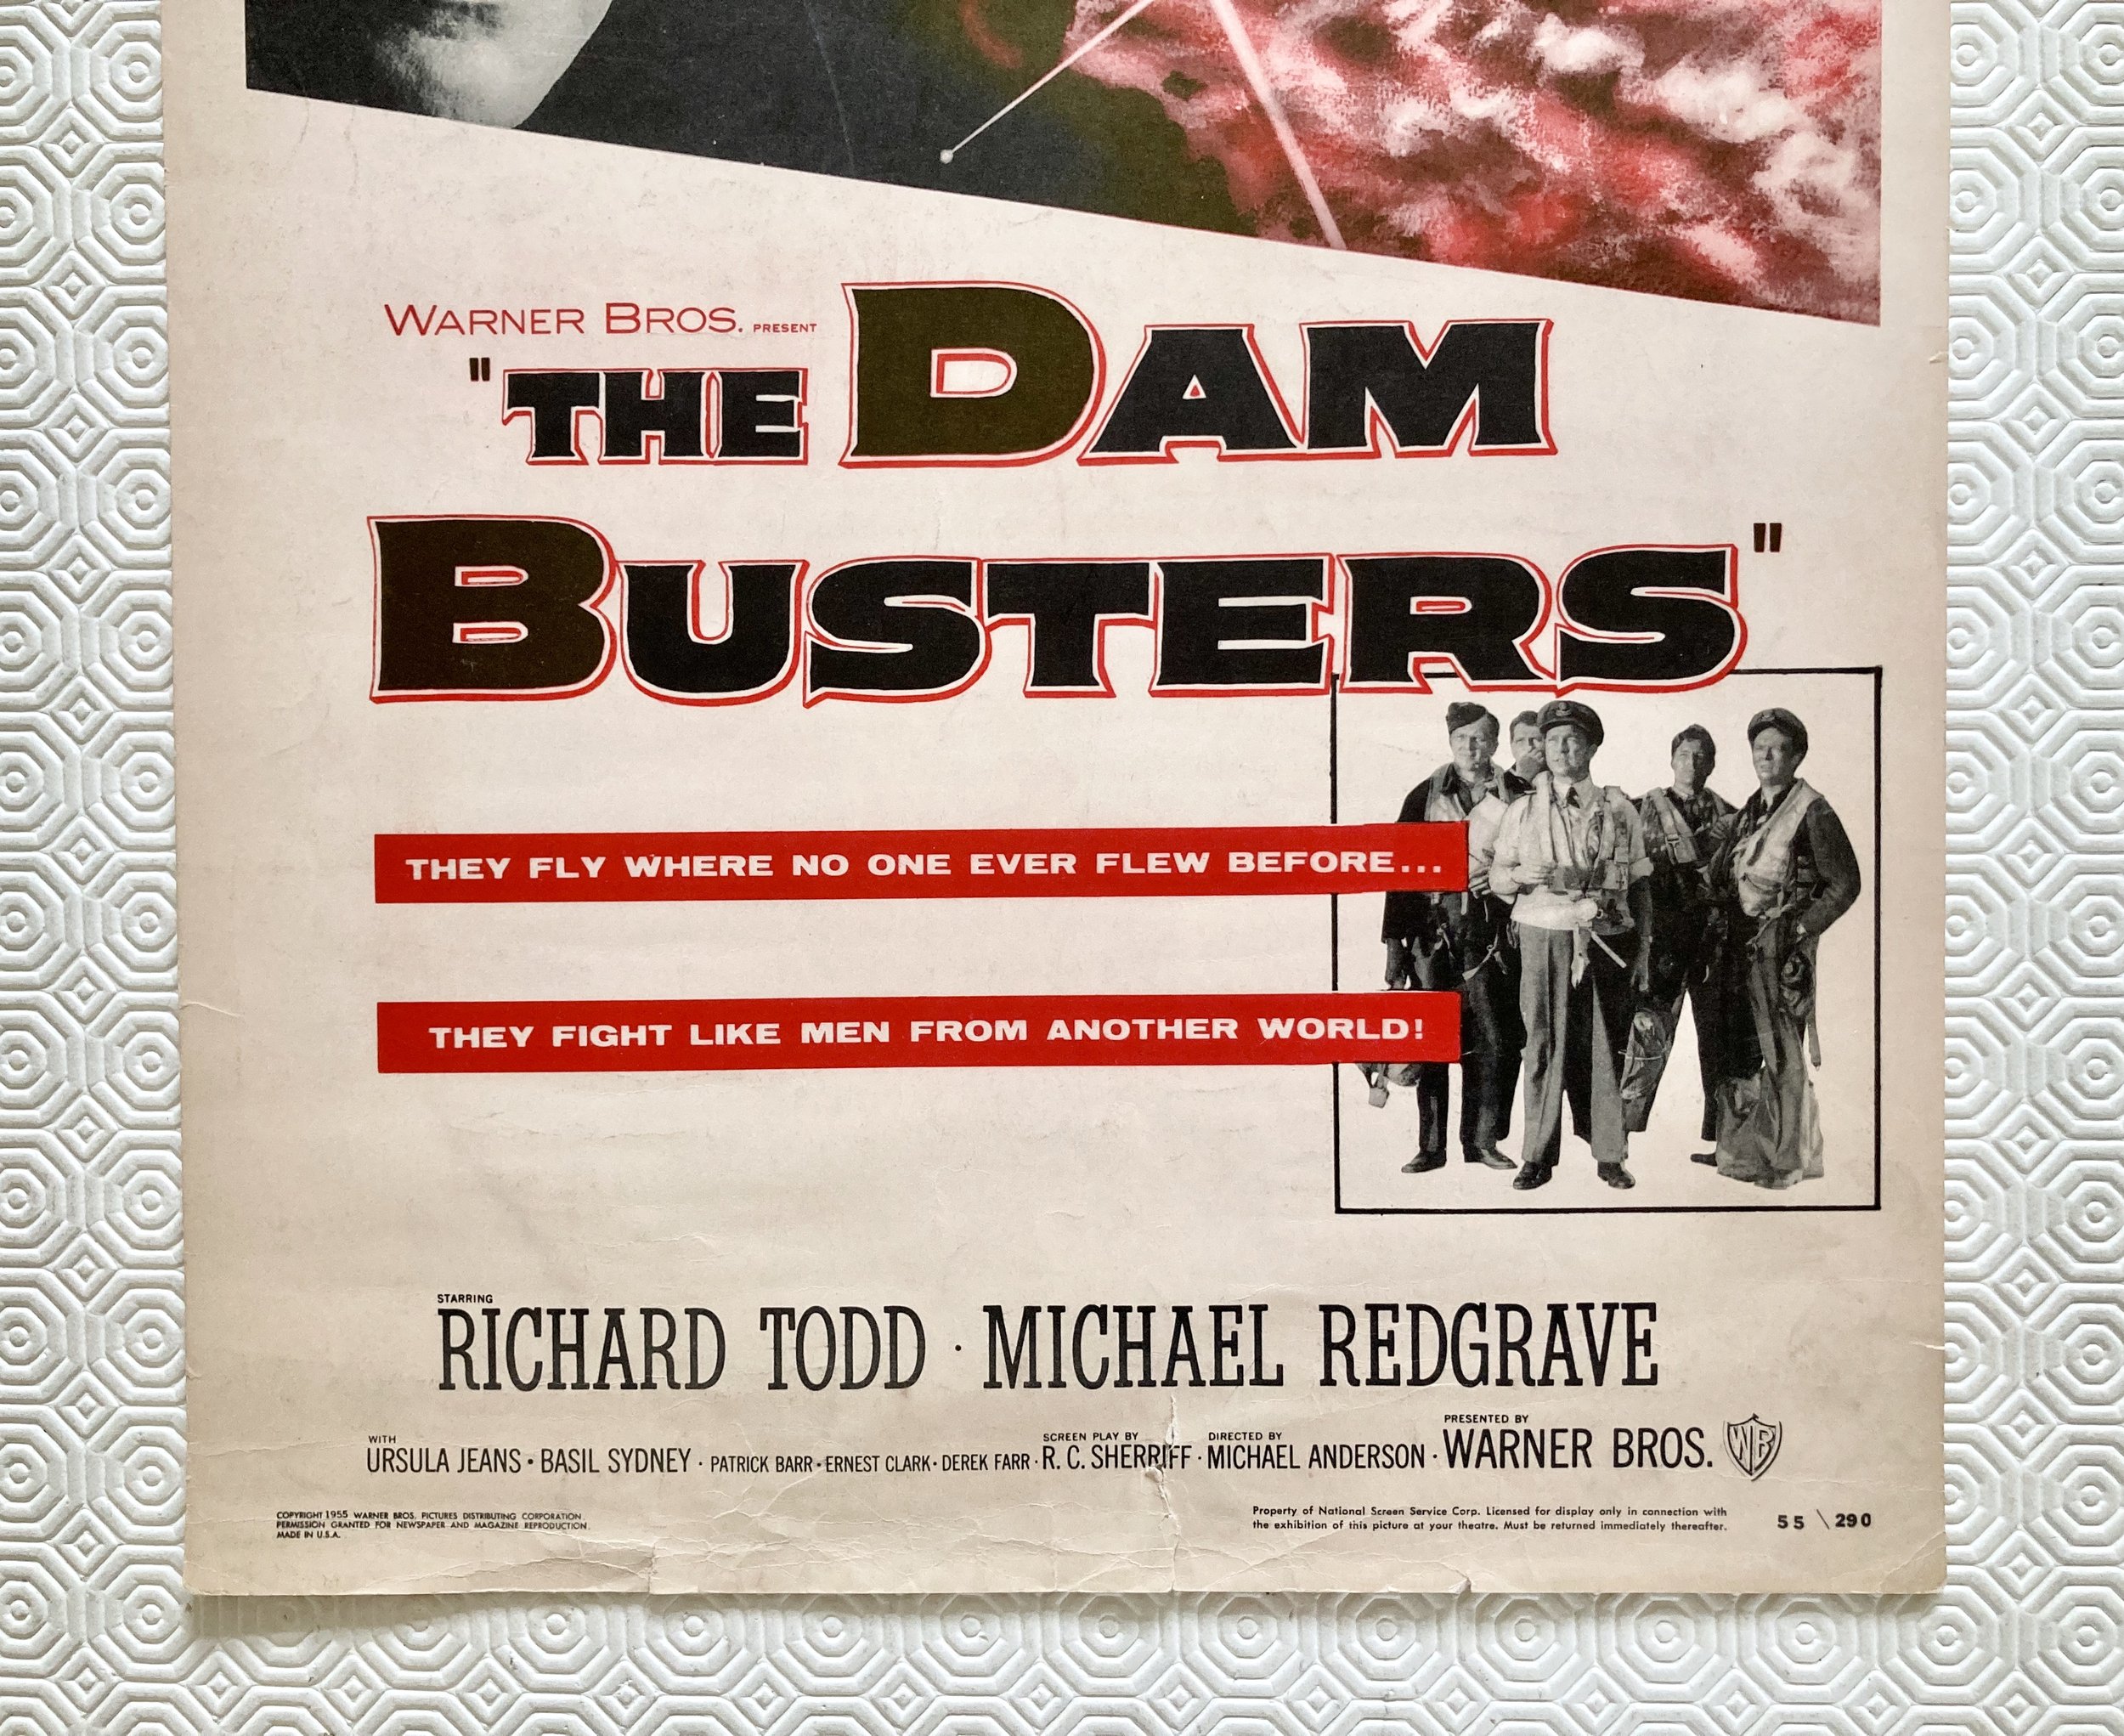 WARNER BROS. PRESENT
"THE DAM
BUSTERS"
THEY FLY WHERE NO ONE EVER FLEW BEFORE...
THEY FIGHT LIKE MEN FROM ANOTHER WORLD!
STARRING
RICHARD TODD · MICHAEL REDGRAVE
WITH
URSULA JEANS · BASIL SYDNEY · PATRICK BARR · ERNEST CLARK · DEREK FARR ·
SCREEN PLAY BY
R. C. SHERRIFF ·
DIRECTED BY
MICHAEL ANDERSON ·
PRESENTED BY
WARNER BROS.
WB
COPYRIGHT 1955 WARNER BROS. PICTURES DISTRIBUTING CORPORATION.
PERMISSION GRANTED FOR NEWSPAPER AND MAGAZINE REPRODUCTION.
MADE IN U.S.A.
Property of National Screen Service Corp. Licensed for display only in connection with
the exhibition of this picture at your theatre. Must be returned immediately thereafter.
55 \ 290